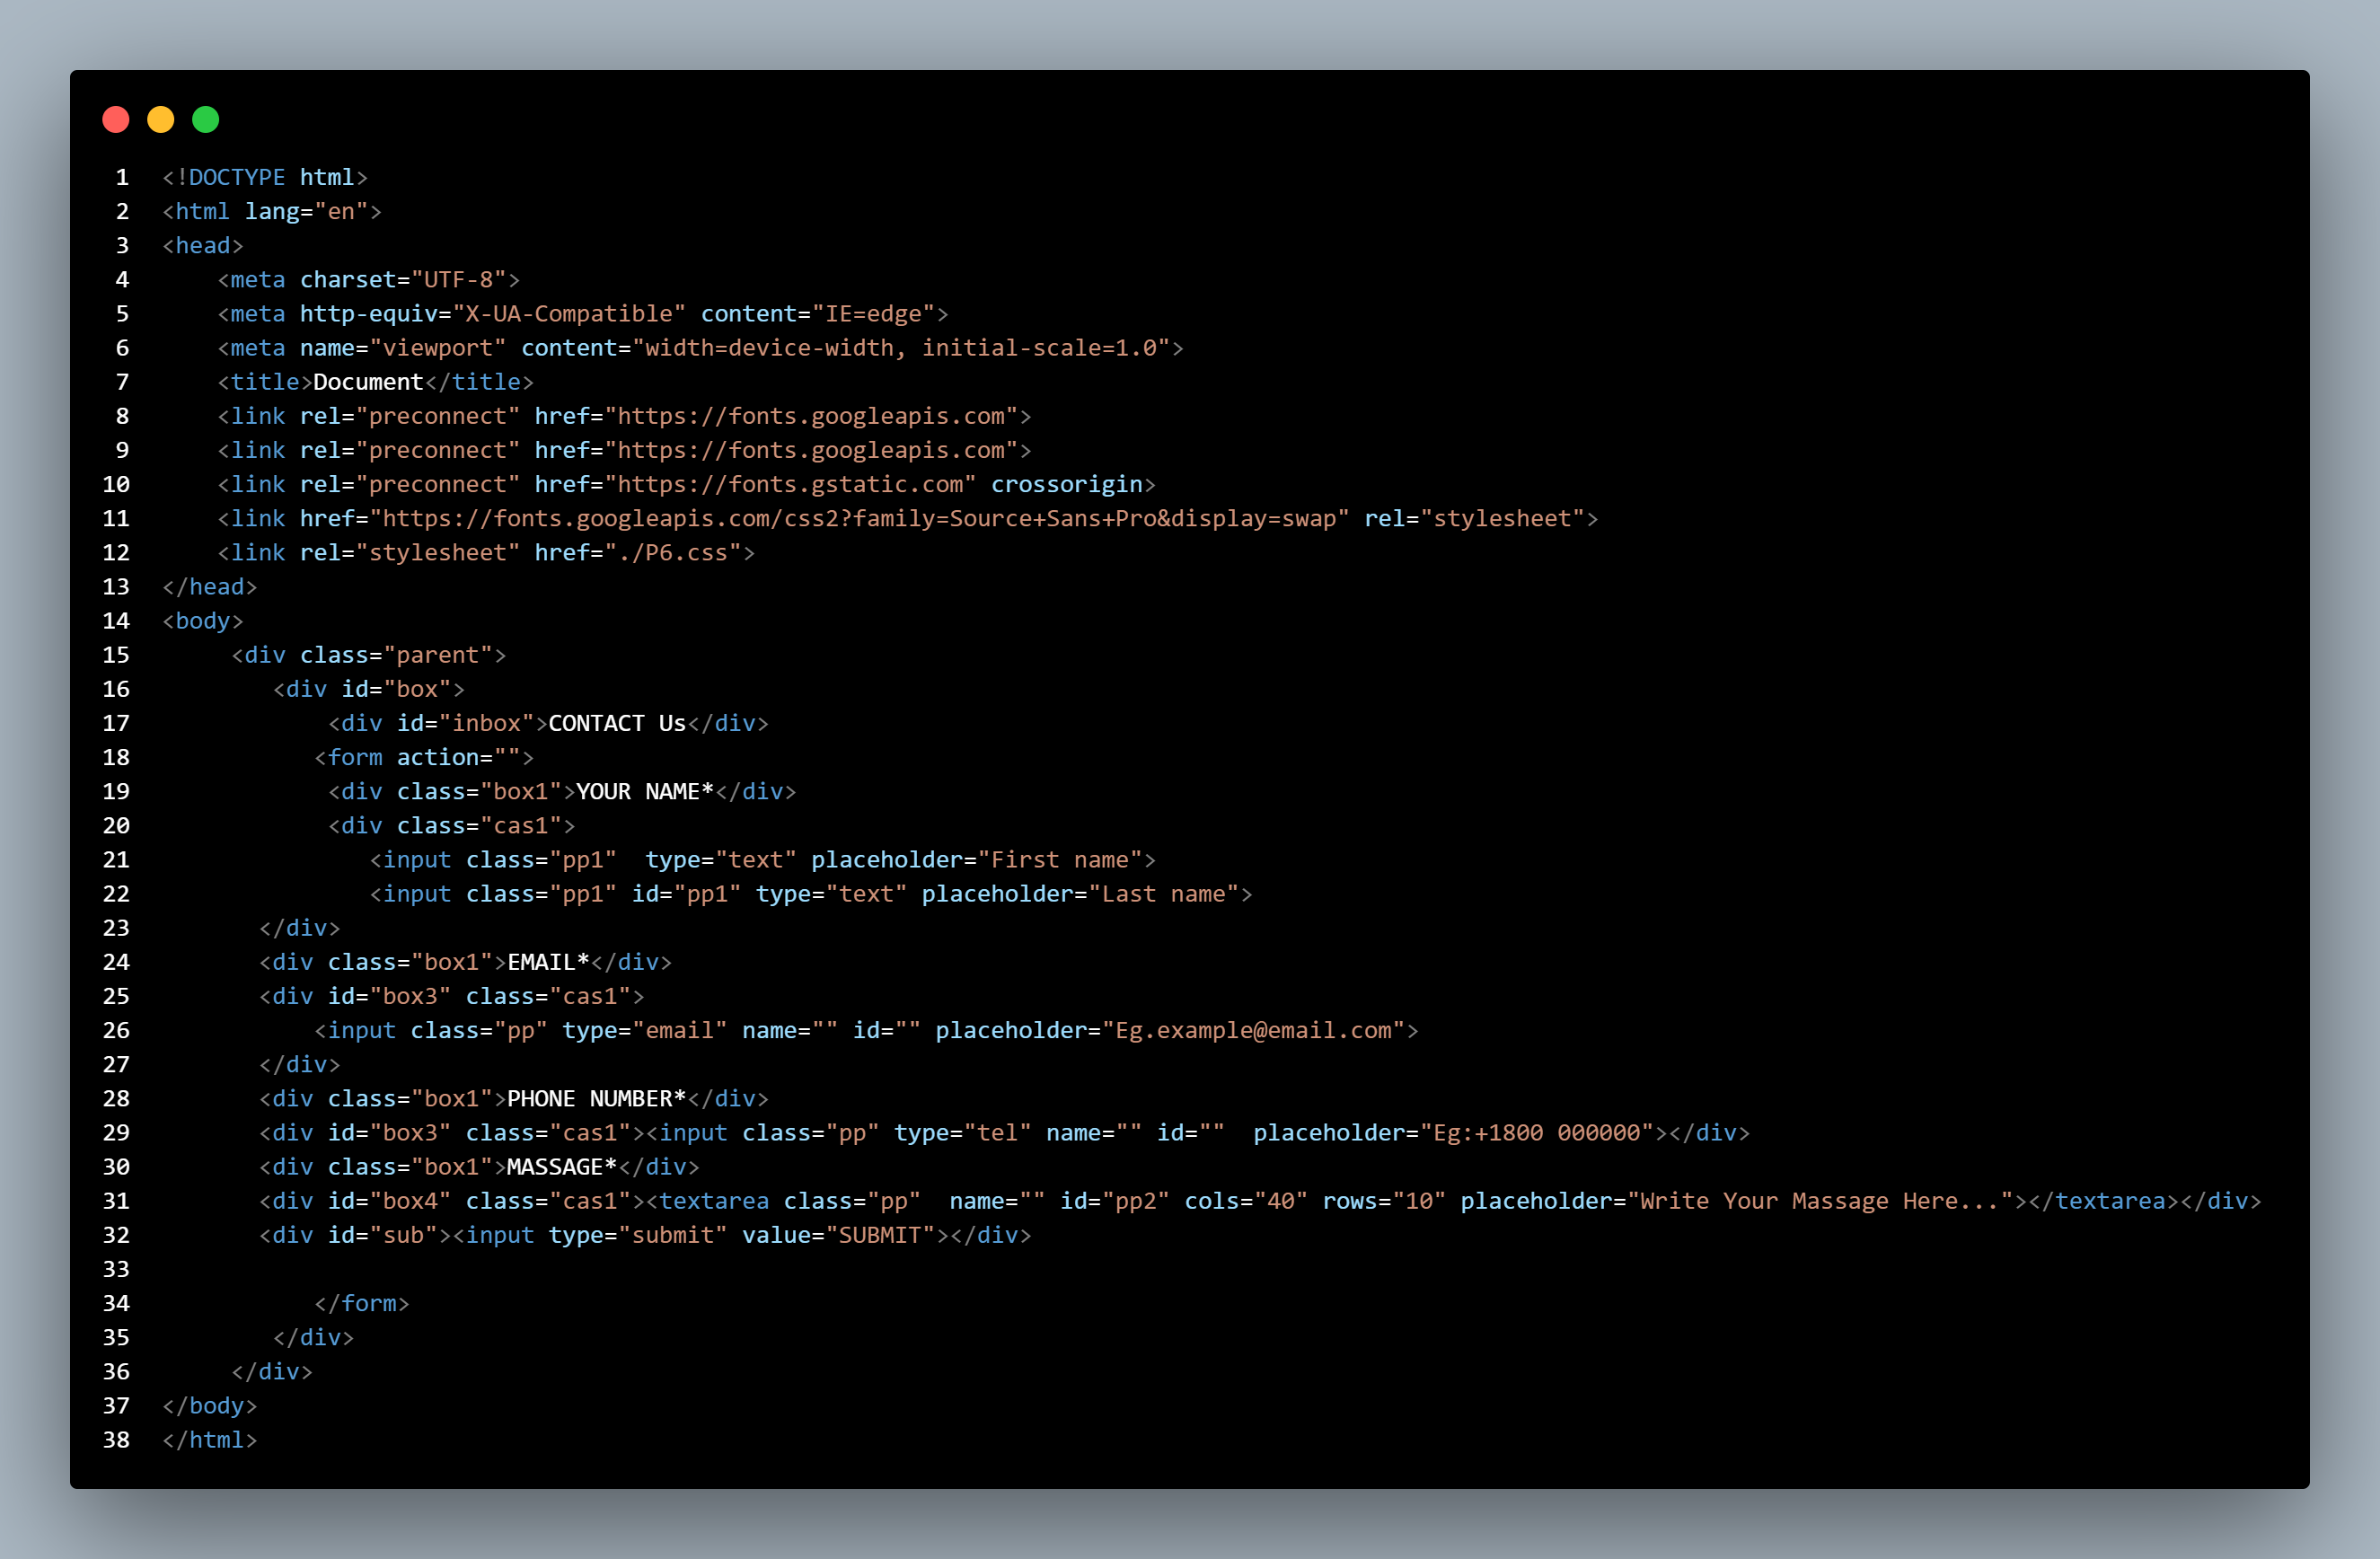 1 <!DOCTYPE html>
2 <html lang="en">
3 <head>
4     <meta charset="UTF-8">
5     <meta http-equiv="X-UA-Compatible" content="IE=edge">
6     <meta name="viewport" content="width=device-width, initial-scale=1.0">
7     <title>Document</title>
8     <link rel="preconnect" href="https://fonts.googleapis.com">
9     <link rel="preconnect" href="https://fonts.googleapis.com">
10     <link rel="preconnect" href="https://fonts.gstatic.com" crossorigin>
11     <link href="https://fonts.googleapis.com/css2?family=Source+Sans+Pro&display=swap" rel="stylesheet">
12     <link rel="stylesheet" href="./P6.css">
13 </head>
14 <body>
15      <div class="parent">
16         <div id="box">
17             <div id="inbox">CONTACT Us</div>
18            <form action="">
19             <div class="box1">YOUR NAME*</div>
20             <div class="cas1">
21                <input class="pp1"  type="text" placeholder="First name">
22                <input class="pp1" id="pp1" type="text" placeholder="Last name">
23        </div>
24        <div class="box1">EMAIL*</div>
25        <div id="box3" class="cas1">
26            <input class="pp" type="email" name="" id="" placeholder="Eg.example@email.com">
27        </div>
28        <div class="box1">PHONE NUMBER*</div>
29        <div id="box3" class="cas1"><input class="pp" type="tel" name="" id=""  placeholder="Eg:+1800 000000"></div>
30        <div class="box1">MASSAGE*</div>
31        <div id="box4" class="cas1"><textarea class="pp"  name="" id="pp2" cols="40" rows="10" placeholder="Write Your Massage Here..."></textarea></div>
32        <div id="sub"><input type="submit" value="SUBMIT"></div>
33
34            </form>
35         </div>
36      </div>
37 </body>
38 </html>